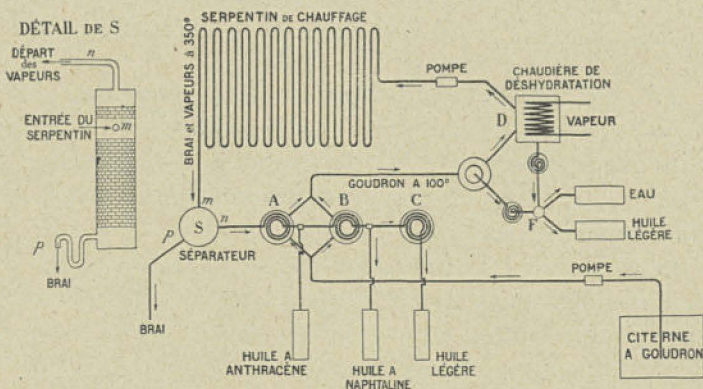 DÉTAIL DE S
n
DÉPART
des
VAPEURS
ENTRÉE DU
SERPENTIN
m
p
BRAI
SERPENTIN DE CHAUFFAGE
BRAI et VAPEURS à 350°
POMPE
CHAUDIÈRE DE
DÉSHYDRATATION
D
VAPEUR
GOUDRON A 100°
EAU
F
HUILE
LÉGÈRE
m
S
n
p
SÉPARATEUR
A
B
C
BRAI
POMPE
HUILE A
ANTHRACÈNE
HUILE A
NAPHTALINE
HUILE
LÉGÈRE
CITERNE
A GOUDRON